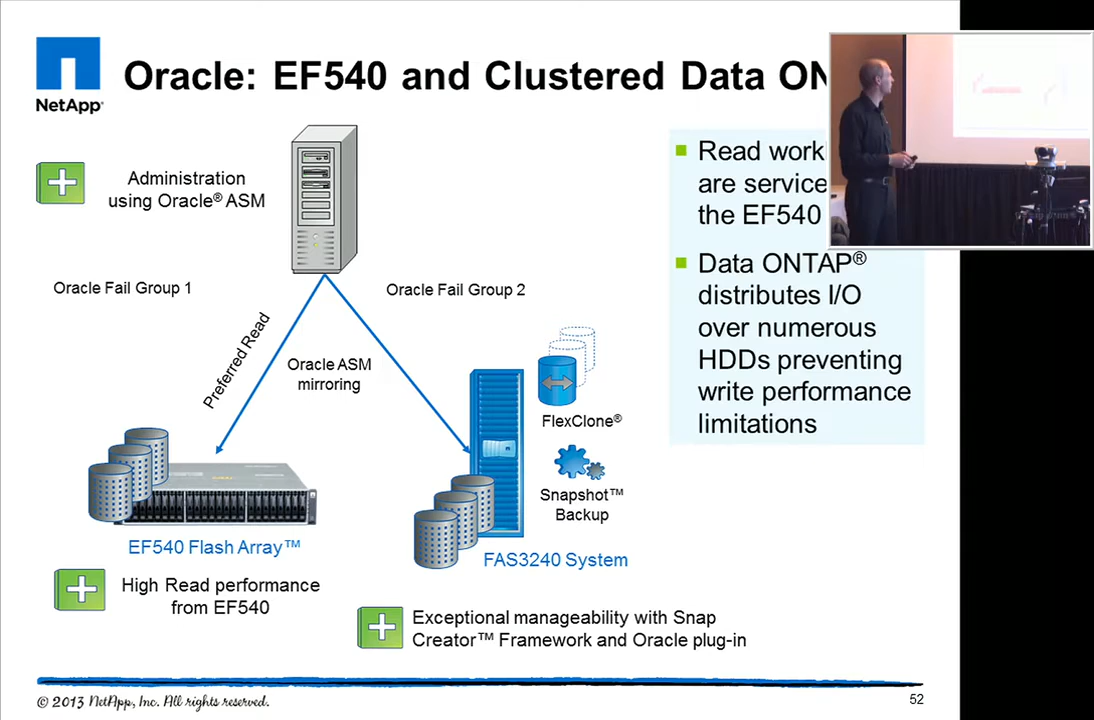 NetApp®
Oracle: EF540 and Clustered Data
Administration
using Oracle® ASM
Oracle Fail Group 1
Oracle Fail Group 2
Preferred Read
Oracle ASM
mirroring
FlexClone®
Snapshot™
Backup
EF540 Flash Array™
FAS3240 System
High Read performance
from EF540
Exceptional manageability with Snap
Creator™ Framework and Oracle plug-in
Read
are
the EF540
Data ONTAP®
distributes I/O
over numerous
HDDs preventing
write performance
limitations
© 2013 NetApp, Inc. All rights reserved.
52